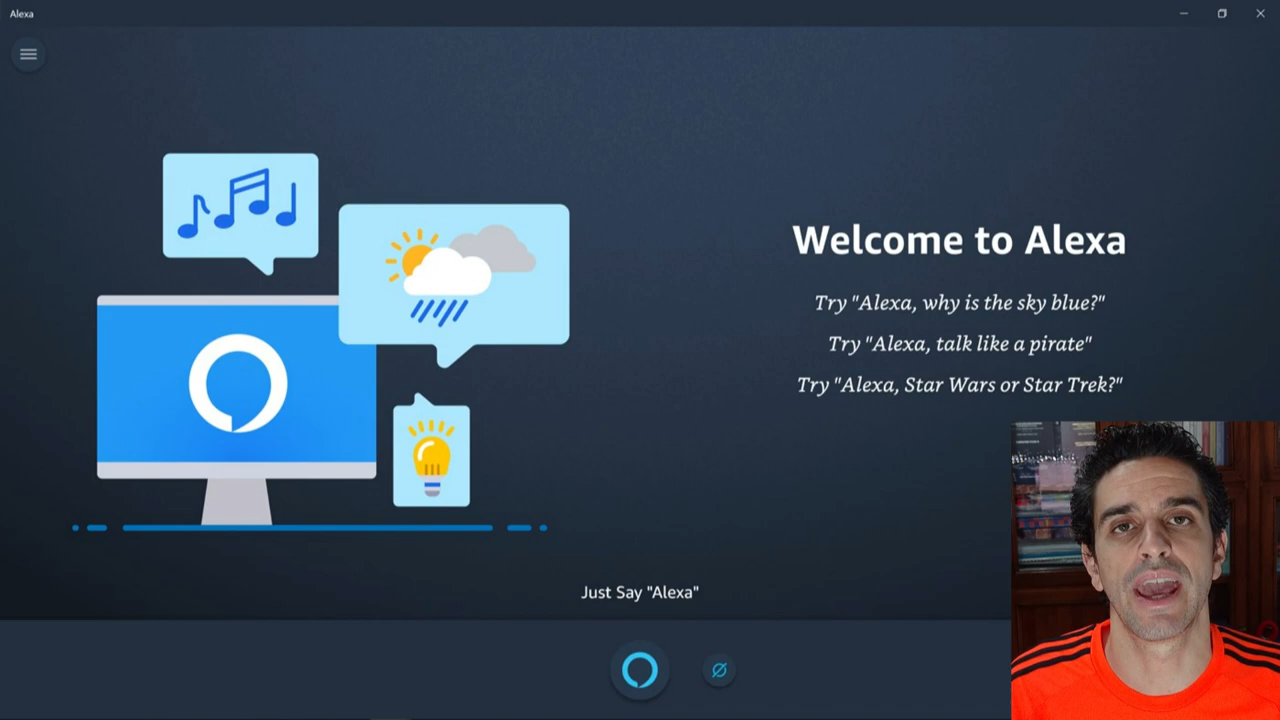 Alexa
Welcome to Alexa
Try "Alexa, why is the sky blue?"
Try "Alexa, talk like a pirate"
Try "Alexa, Star Wars or Star Trek?"
Just Say "Alexa"